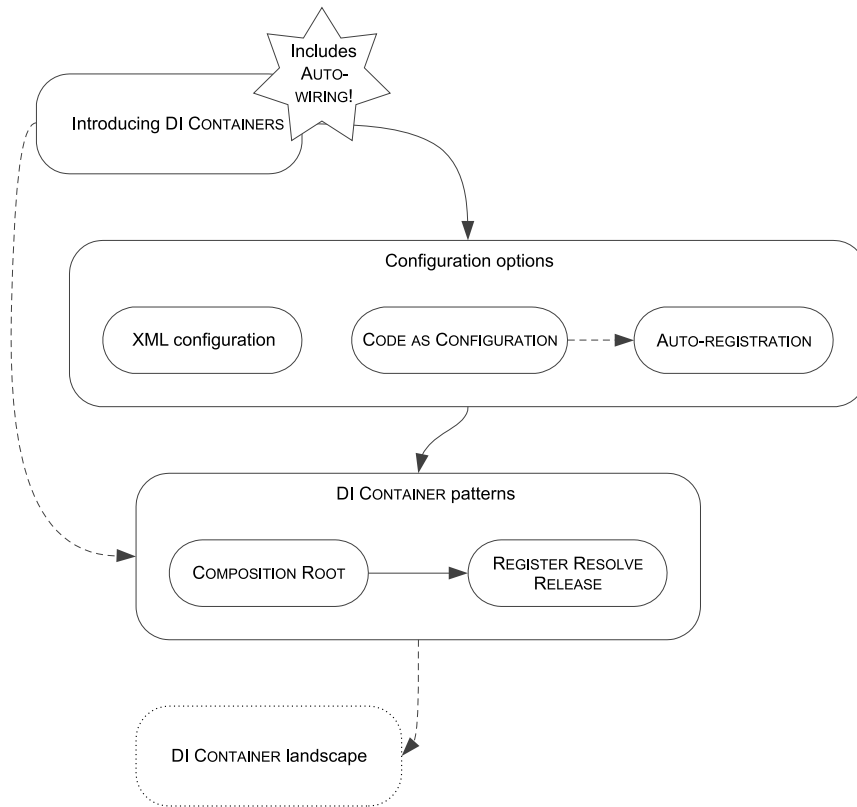 Includes
AUTO-
WIRING!
Introducing DI CONTAINERS
Configuration options
XML configuration
CODE AS CONFIGURATION
AUTO-REGISTRATION
DI CONTAINER patterns
COMPOSITION ROOT
REGISTER RESOLVE
RELEASE
DI CONTAINER landscape